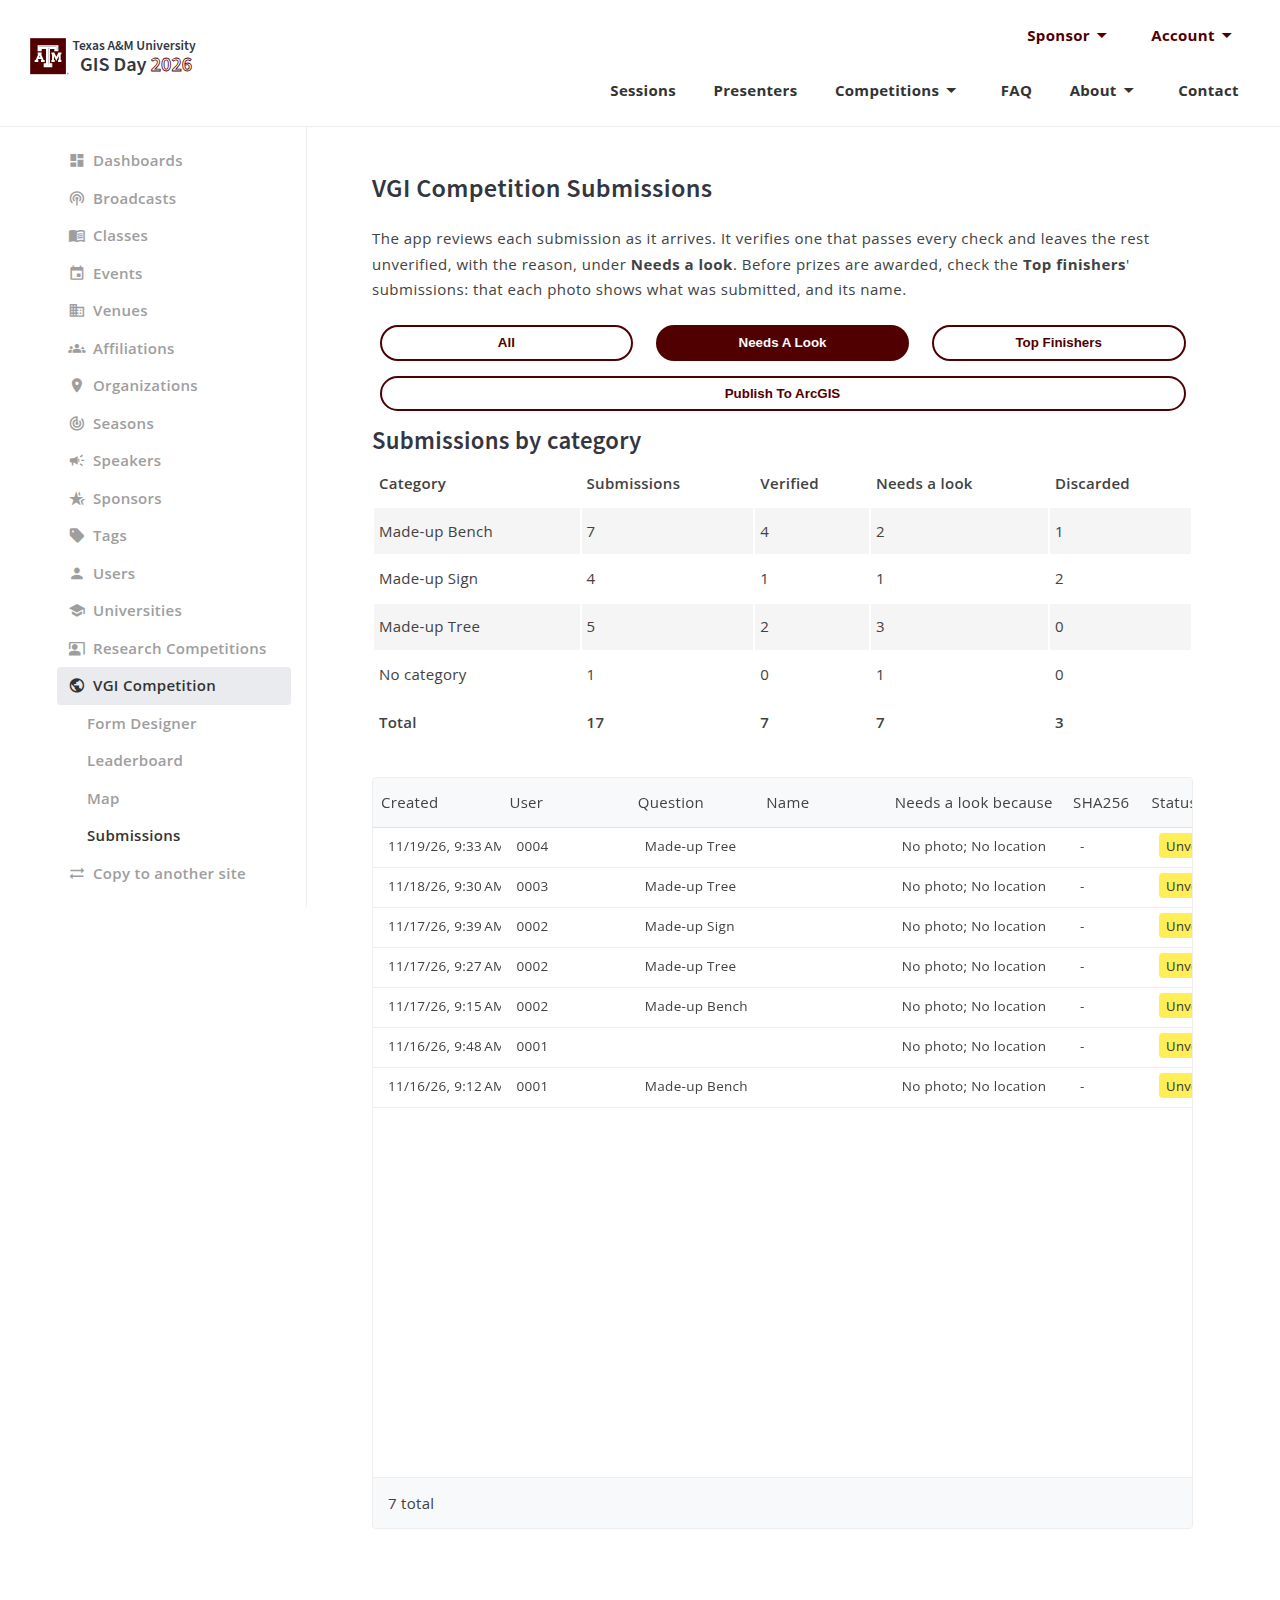 Texas A&M University
GIS Day 2026
Sponsor
Account
Sessions
Presenters
Competitions
FAQ
About
Contact
Dashboards
Broadcasts
Classes
Events
Venues
Affiliations
Organizations
Seasons
Speakers
Sponsors
Tags
Users
Universities
Research Competitions
VGI Competition
Form Designer
Leaderboard
Map
Submissions
Copy to another site
VGI Competition Submissions
The app reviews each submission as it arrives. It verifies one that passes every check and leaves the rest
unverified, with the reason, under Needs a look. Before prizes are awarded, check the Top finishers'
submissions: that each photo shows what was submitted, and its name.
All
Needs A Look
Top Finishers
Publish To ArcGIS
Submissions by category
Category Submissions Verified Needs a look Discarded
Made-up Bench 7 4 2 1
Made-up Sign 4 1 1 2
Made-up Tree 5 2 3 0
No category 1 0 1 0
Total 17 7 7 3
Created User Question Name Needs a look because SHA256 Status
11/19/26, 9:33 AM 0004 Made-up Tree No photo; No location - Unv
11/18/26, 9:30 AM 0003 Made-up Tree No photo; No location - Unv
11/17/26, 9:39 AM 0002 Made-up Sign No photo; No location - Unv
11/17/26, 9:27 AM 0002 Made-up Tree No photo; No location - Unv
11/17/26, 9:15 AM 0002 Made-up Bench No photo; No location - Unv
11/16/26, 9:48 AM 0001 No photo; No location - Unv
11/16/26, 9:12 AM 0001 Made-up Bench No photo; No location - Unv
7 total